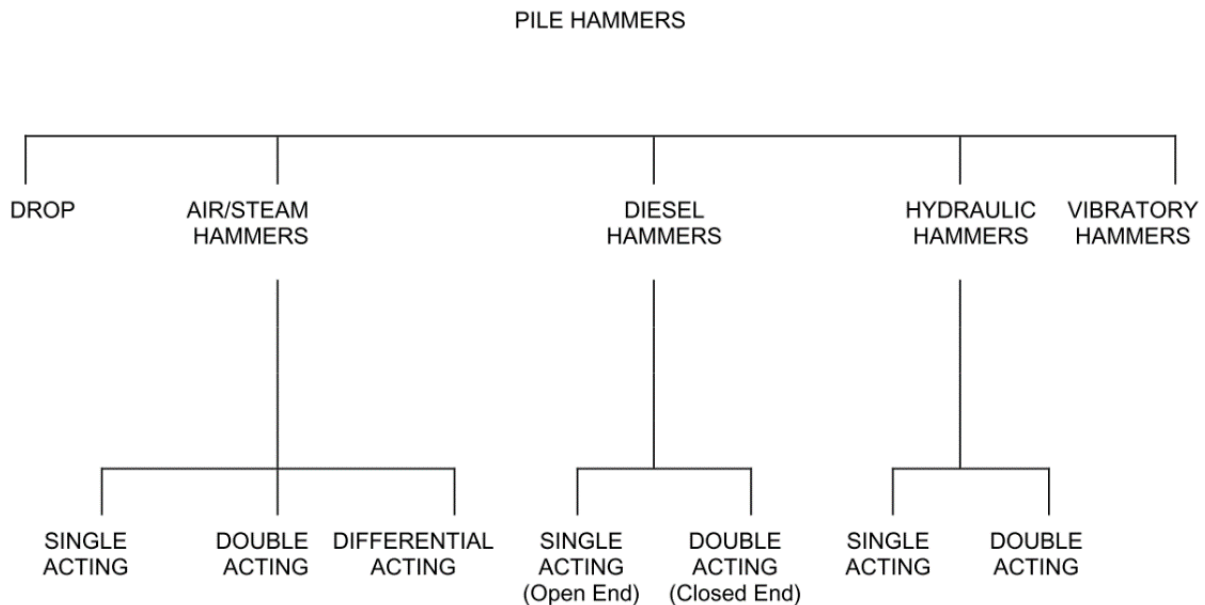 PILE HAMMERS
DROP
AIR/STEAM
HAMMERS
DIESEL
HAMMERS
HYDRAULIC
HAMMERS
VIBRATORY
HAMMERS
SINGLE
ACTING
DOUBLE
ACTING
DIFFERENTIAL
ACTING
SINGLE
ACTING
(Open End)
DOUBLE
ACTING
(Closed End)
SINGLE
ACTING
DOUBLE
ACTING